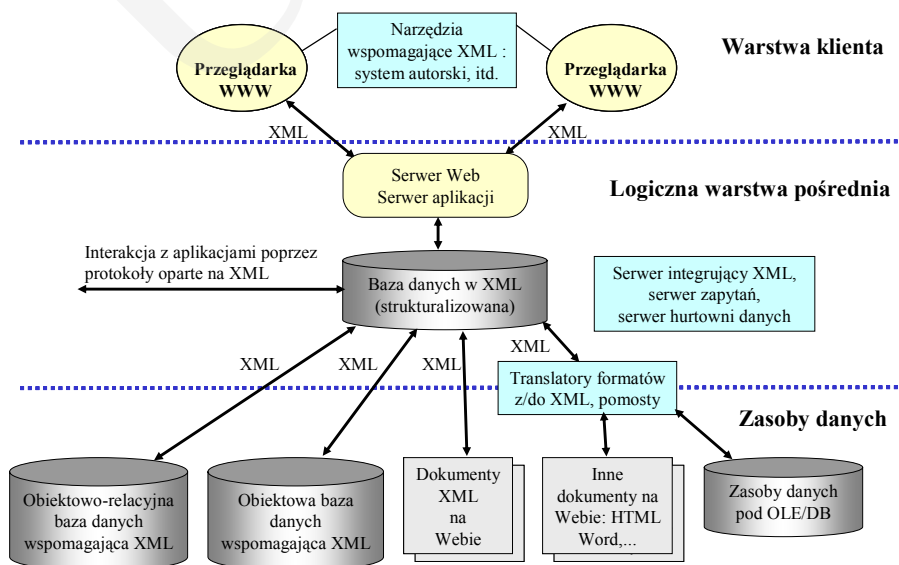 Narzędzia
wspomagające XML :
system autorski, itd.
Warstwa klienta
Przeglądarka
WWW
Przeglądarka
WWW
XML
XML
Serwer Web
Serwer aplikacji
Logiczna warstwa pośrednia
Interakcja z aplikacjami poprzez
protokoły oparte na XML
Baza danych w XML
(strukturalizowana)
Serwer integrujący XML,
serwer zapytań,
serwer hurtowni danych
XML
XML
XML
XML
Translatory formatów
z/do XML, pomosty
Zasoby danych
Obiektowo-relacyjna
baza danych
wspomagająca XML
Obiektowa baza
danych
wspomagająca XML
Dokumenty
XML
na
Webie
Inne
dokumenty na
Webie: HTML
Word,...
Zasoby danych
pod OLE/DB